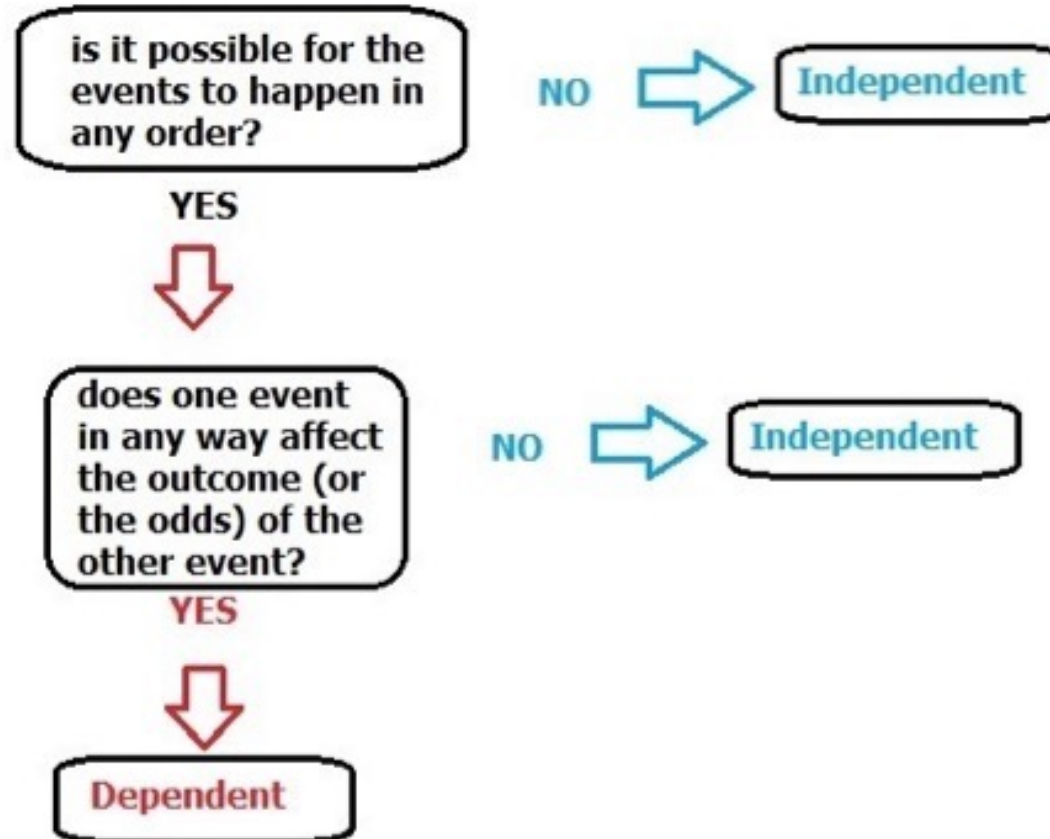 is it possible for the
events to happen in
any order?
NO
Independent
YES
does one event
in any way affect
the outcome (or
the odds) of the
other event?
NO
Independent
YES
Dependent